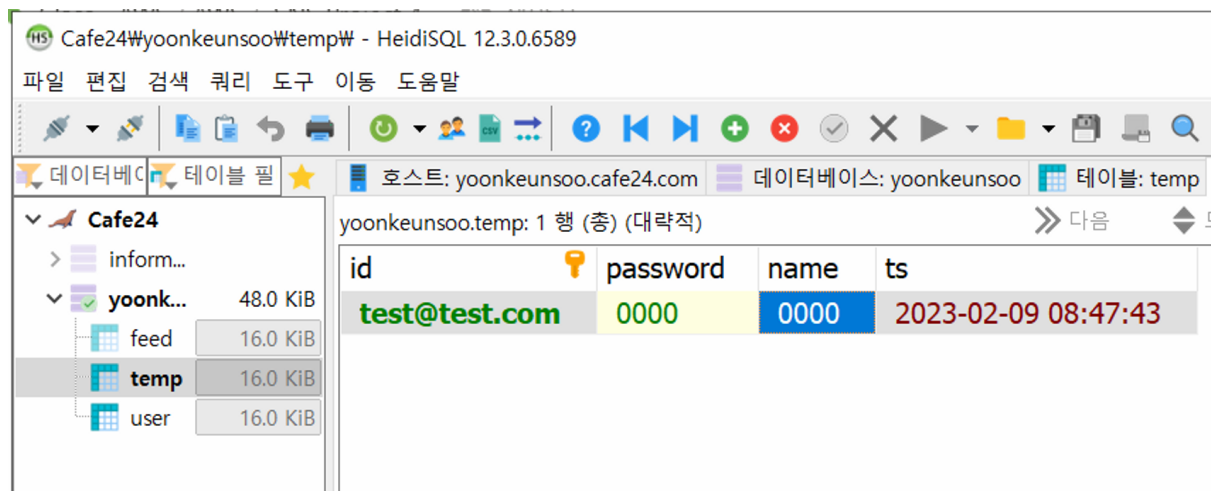 Cafe24₩yoonkeunsoo₩temp₩ - HeidiSQL 12.3.0.6589
파일 편집 검색 쿼리 도구 이동 도움말
CSV
데이터베 테이블 필
호스트: yoonkeunsoo.cafe24.com 데이터베이스: yoonkeunsoo 테이블: temp
Cafe24
inform...
yoonk... 48.0 KiB
feed 16.0 KiB
temp 16.0 KiB
user 16.0 KiB
yoonkeunsoo.temp: 1 행 (총) (대략적) 다음
id password name ts
test@test.com 0000 0000 2023-02-09 08:47:43